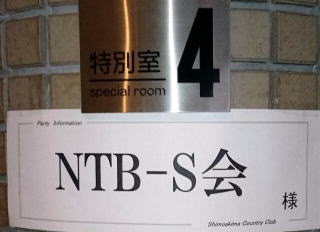 特別室 4
special room
Party Information
NTB-S会 様
Shimoakima Country Club